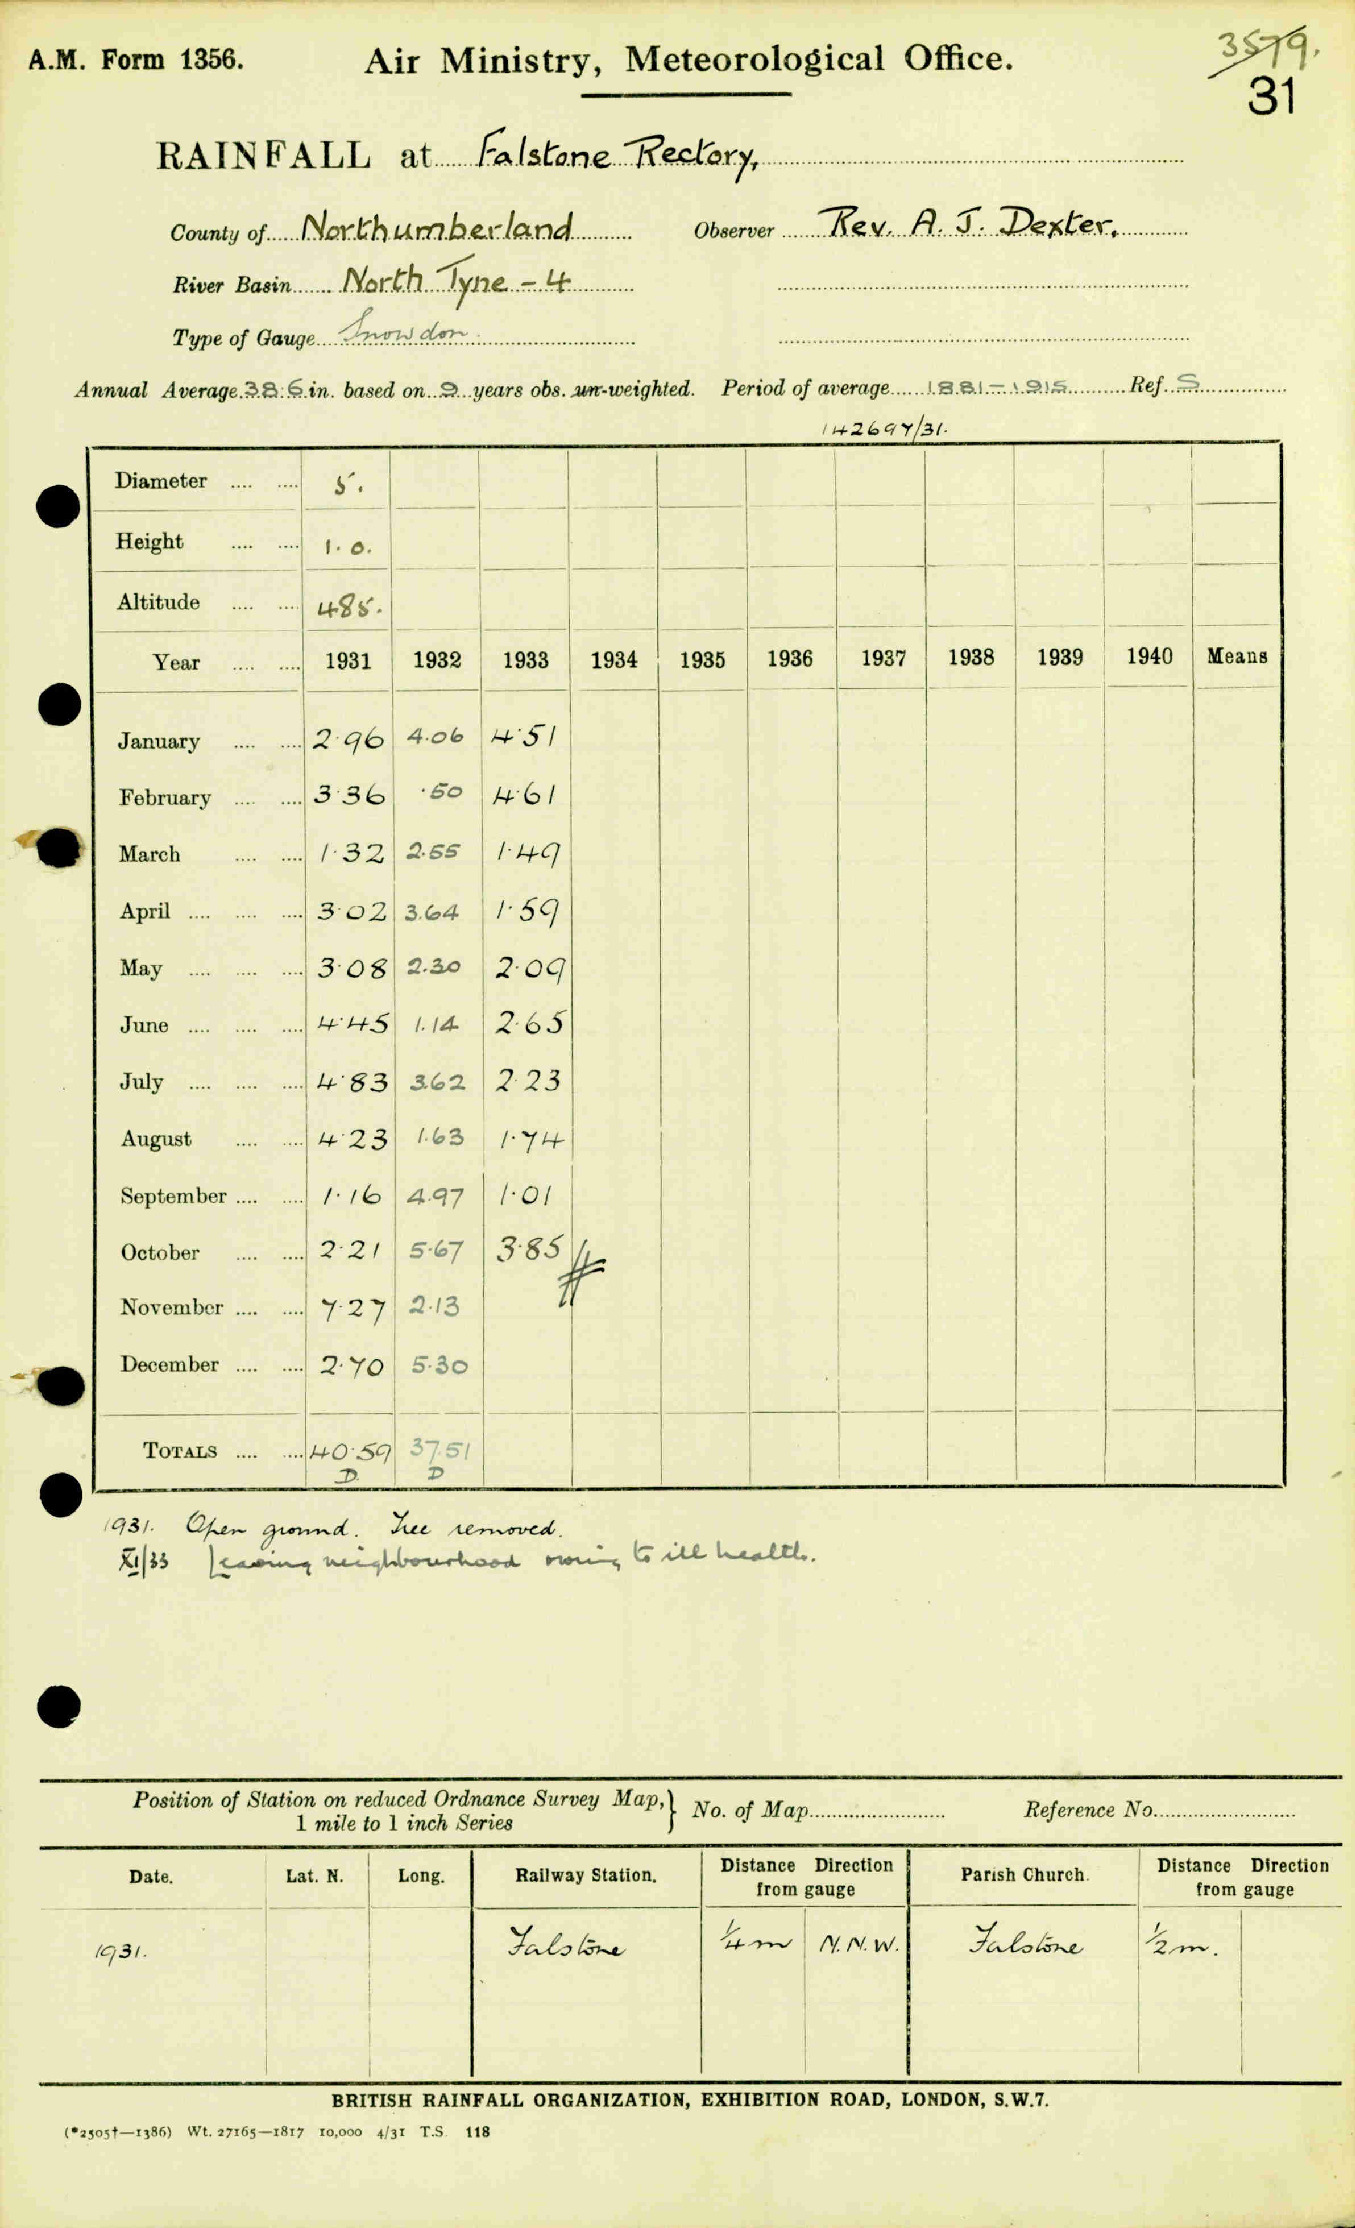 A.M. Form 1356. Air Ministry, Meteorological Office. 3579.
31
RAINFALL at Falstone Rectory,
County of Northumberland Observer Rev. A. J. Dexter.
River Basin North Tyne - 4
Type of Gauge Snowdon
Annual Average 38.6 in. based on 9 years obs. un-weighted. Period of average 1881-1915 Ref. S
142697/31.
Diameter 5.
Height 1. 0.
Altitude 485.
Year 1931 1932 1933 1934 1935 1936 1937 1938 1939 1940 Means
January 2.96 4.06 4.51
February 3.36 .50 4.61
March 1.32 2.55 1.49
April 3.02 3.64 1.59
May 3.08 2.30 2.09
June 4.45 1.14 2.65
July 4.83 3.62 2.23
August 4.23 1.63 1.74
September 1.16 4.97 1.01
October 2.21 5.67 3.85
November 7.27 2.13
December 2.70 5.30
TOTALS 40.59 37.51
D D
1931. Open ground. Tree removed.
XI/33 Leaving neighbourhood owing to ill health.
Position of Station on reduced Ordnance Survey Map, } No. of Map Reference No.
1 mile to 1 inch Series
Date. Lat. N. Long. Railway Station. Distance Direction from gauge Parish Church. Distance Direction from gauge
1931. Falstone 1/4 m N.N.W. Falstone 1/2 m.
BRITISH RAINFALL ORGANIZATION, EXHIBITION ROAD, LONDON, S.W.7.
(*2505†—1386) Wt. 27165—1817 10,000 4/31 T.S. 118